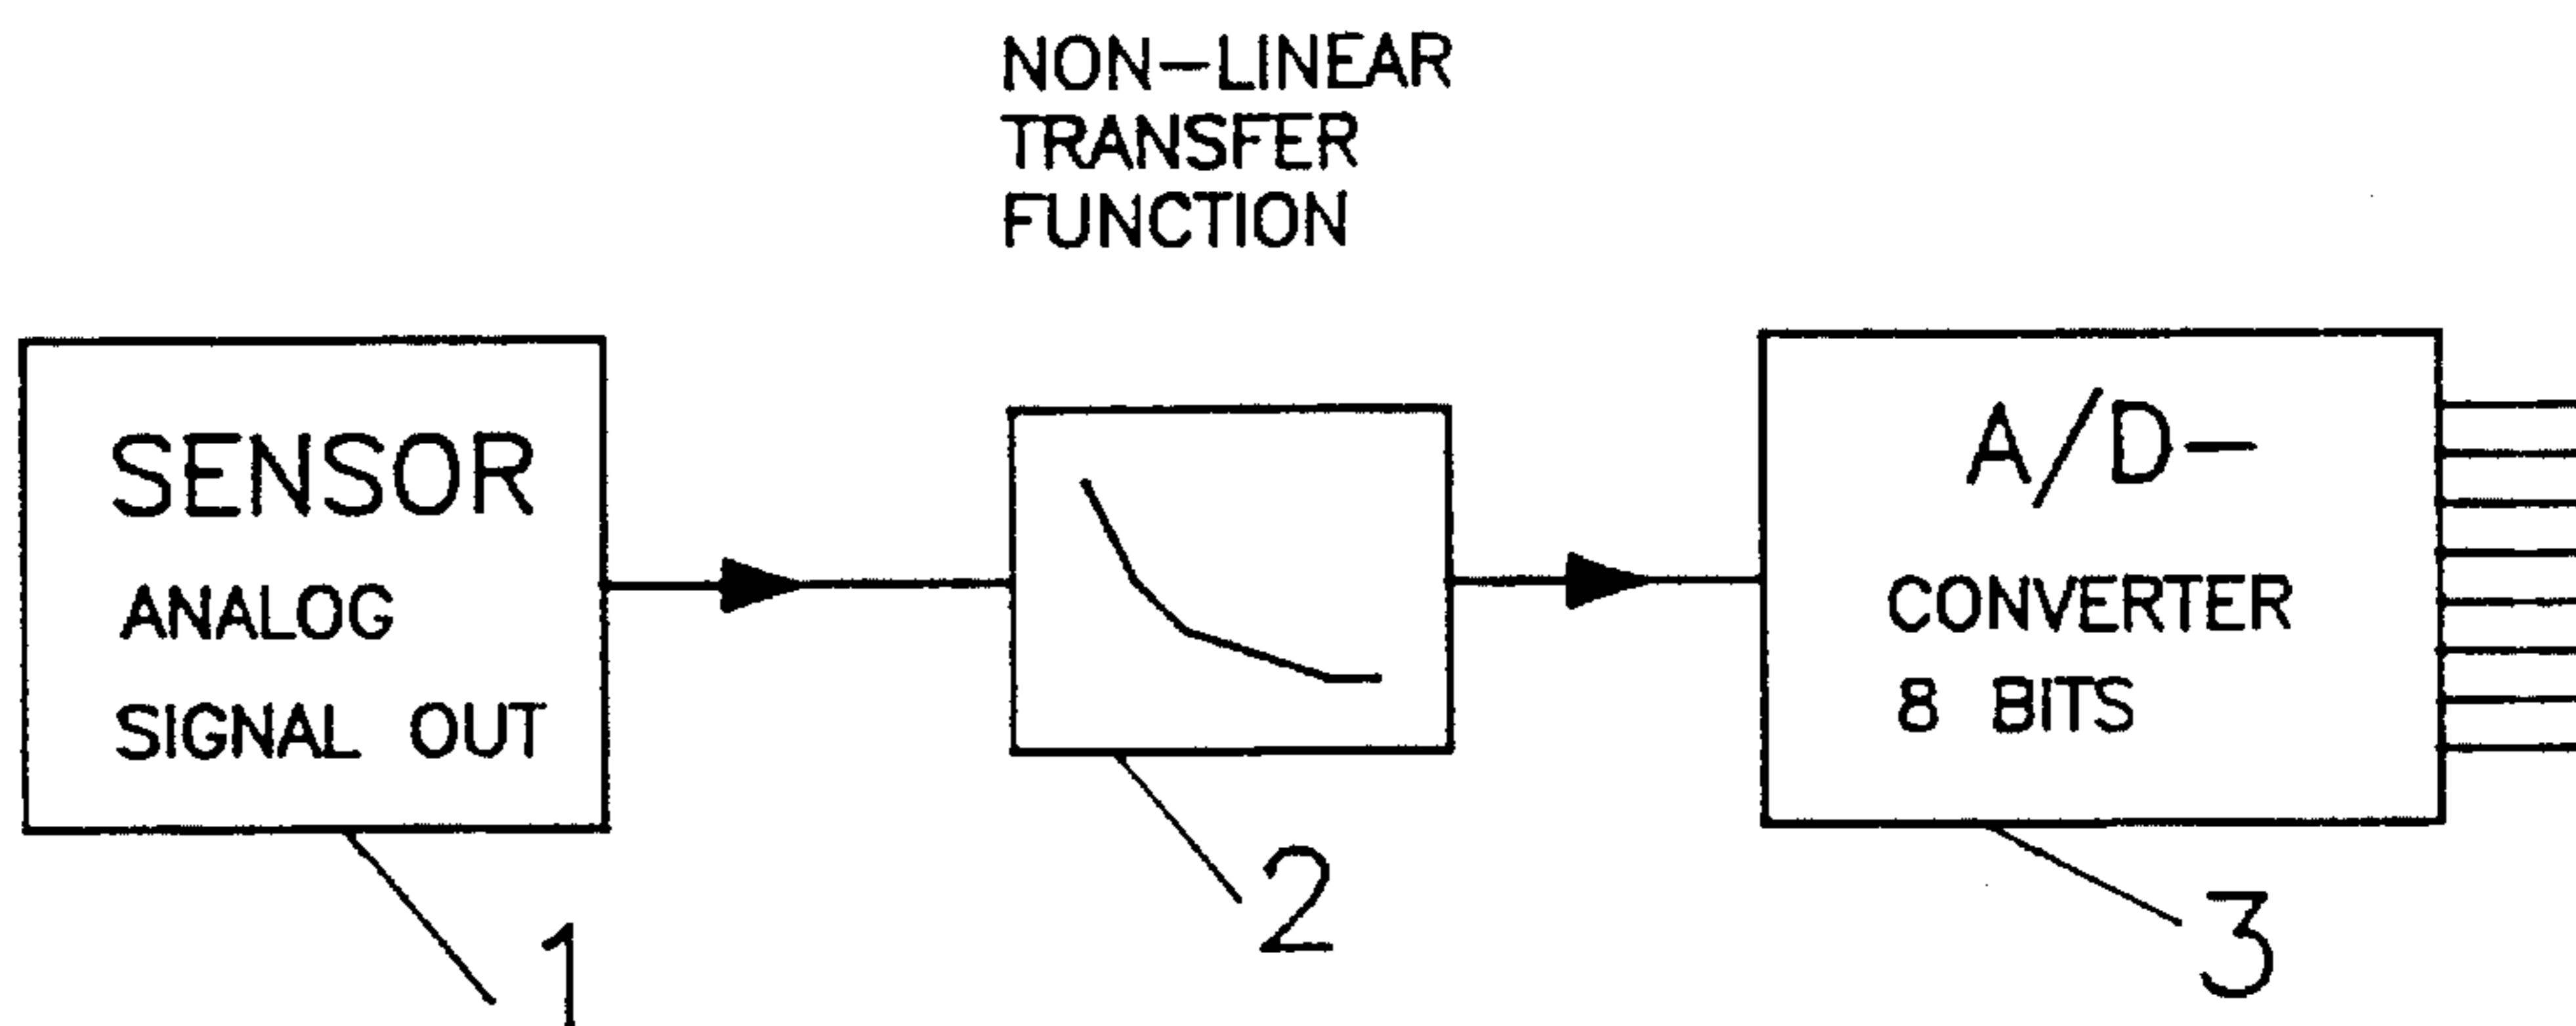 NON-LINEAR
TRANSFER
FUNCTION
SENSOR
ANALOG
SIGNAL OUT
A/D-
CONVERTER
8 BITS
1
2
3